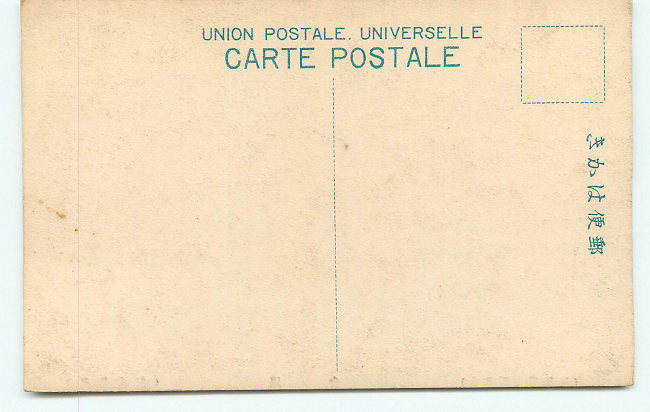 UNION POSTALE. UNIVERSELLE
CARTE POSTALE
郵便はかき